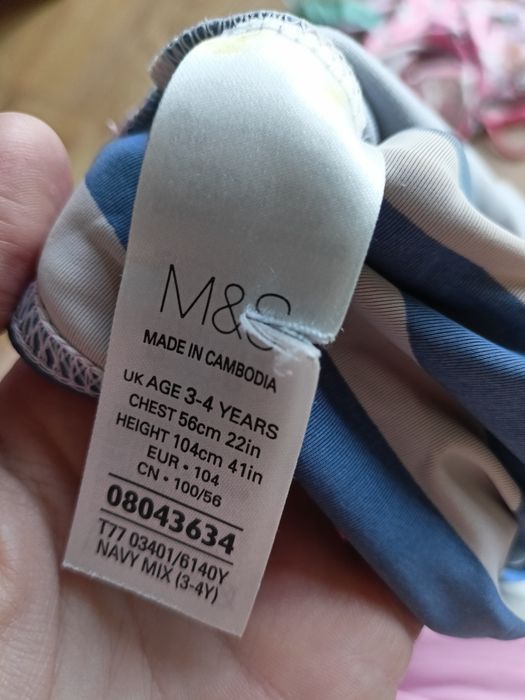 M&S
MADE IN CAMBODIA
UK AGE 3-4 YEARS
CHEST 56cm 22in
HEIGHT 104cm 41in
EUR • 104
CN • 100/56
08043634
T77 03401/6140Y
NAVY MIX (3-4Y)